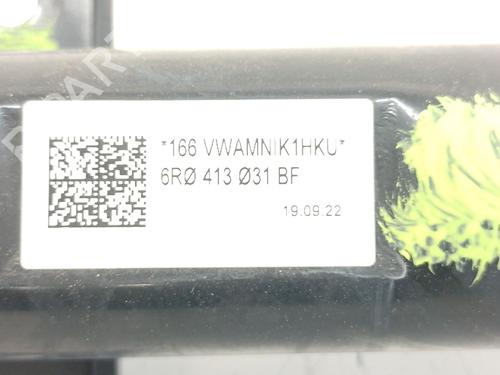 *166 VWAMNIK1HKU*
6RØ 413 Ø31 BF
19.09.22